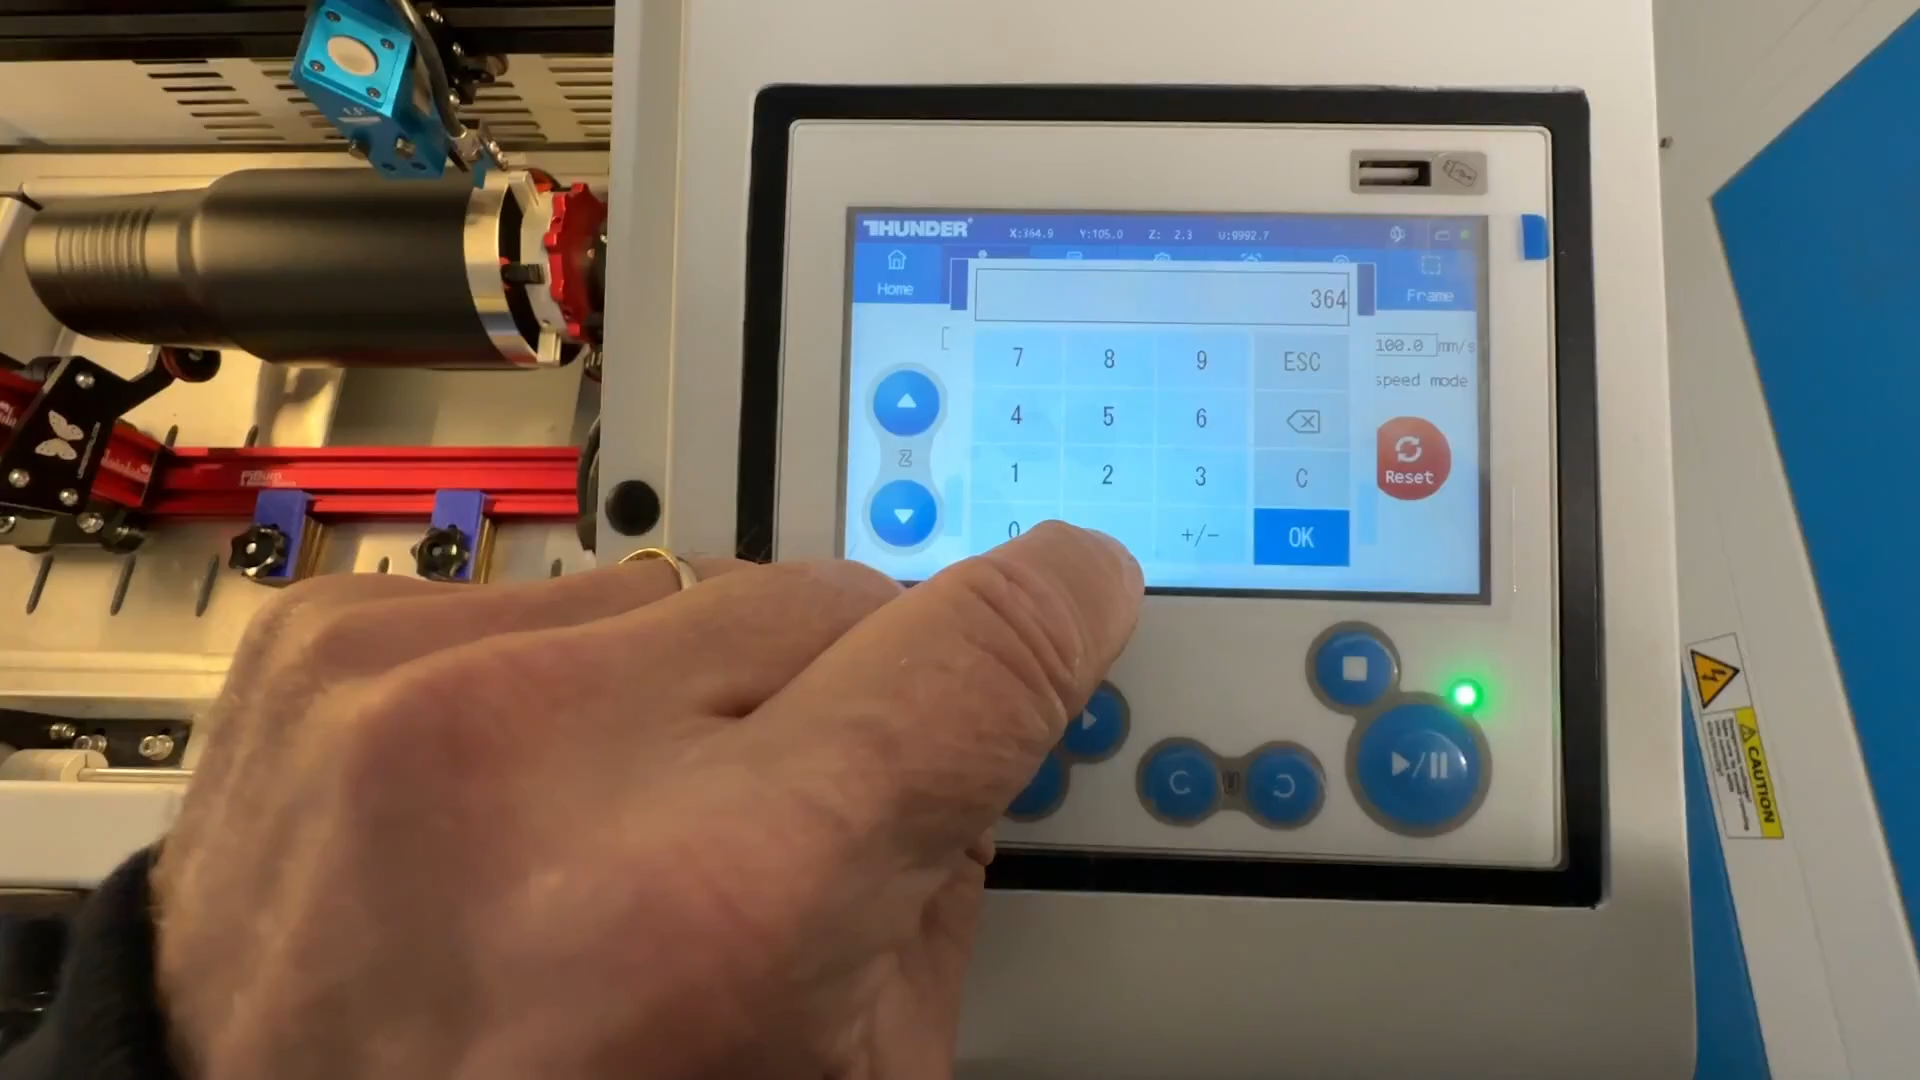 THUNDER
X:364.9 Y:105.0 Z: 2.3 U:9992.7
Home
Frame
364
100.0 mm/s
speed mode
7 8 9 ESC
4 5 6
1 2 3 C
0 +/- OK
Z
Reset
CAUTION